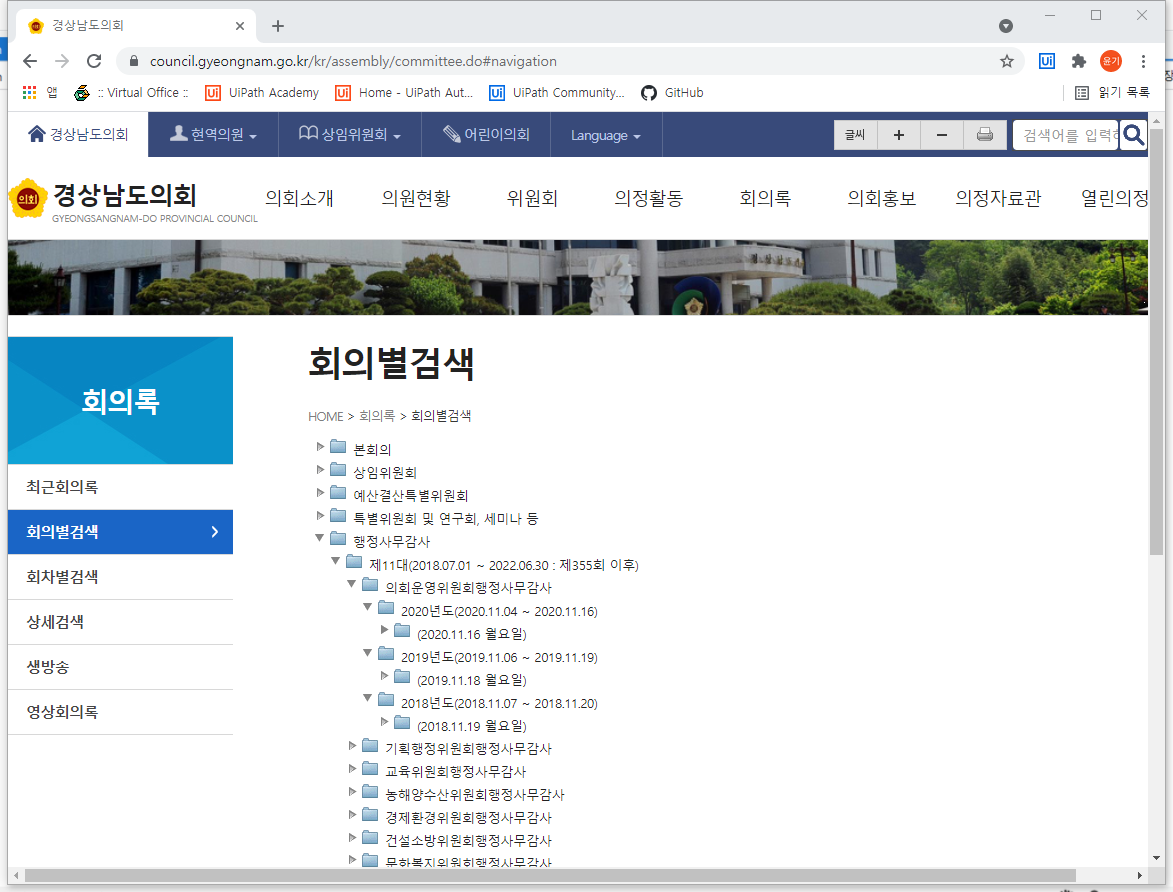 경상남도의회
council.gyeongnam.go.kr/kr/assembly/committee.do#navigation
윤기
앱 :: Virtual Office :: UiPath Academy Home - UiPath Aut... UiPath Community... GitHub 읽기 목록
경상남도의회 현역의원 상임위원회 어린이의회 Language 글씨 + − 검색어를 입력하
의회 경상남도의회 의회소개 의원현황 위원회 의정활동 회의록 의회홍보 의정자료관 열린의정
GYEONGSANGNAM-DO PROVINCIAL COUNCIL
회의별검색
회의록
HOME > 회의록 > 회의별검색
최근회의록
회의별검색
회차별검색
상세검색
생방송
영상회의록
본회의
상임위원회
예산결산특별위원회
특별위원회 및 연구회, 세미나 등
행정사무감사
제11대(2018.07.01 ~ 2022.06.30 : 제355회 이후)
의회운영위원회행정사무감사
2020년도(2020.11.04 ~ 2020.11.16)
(2020.11.16 월요일)
2019년도(2019.11.06 ~ 2019.11.19)
(2019.11.18 월요일)
2018년도(2018.11.07 ~ 2018.11.20)
(2018.11.19 월요일)
기획행정위원회행정사무감사
교육위원회행정사무감사
농해양수산위원회행정사무감사
경제환경위원회행정사무감사
건설소방위원회행정사무감사
문화복지위원회행정사무감사